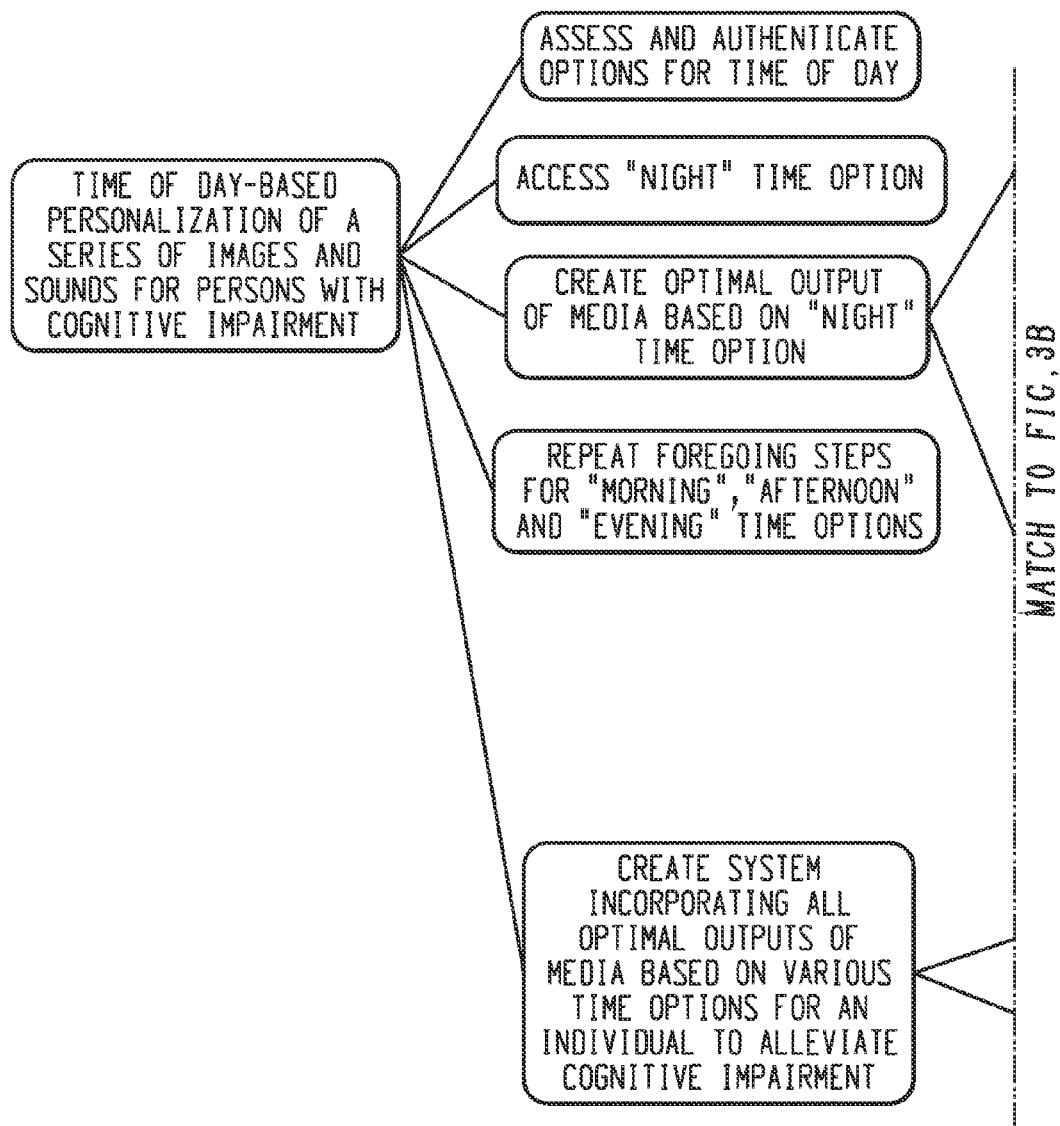 TIME OF DAY-BASED
PERSONALIZATION OF A
SERIES OF IMAGES AND
SOUNDS FOR PERSONS WITH
COGNITIVE IMPAIRMENT
ASSESS AND AUTHENTICATE
OPTIONS FOR TIME OF DAY
ACCESS "NIGHT" TIME OPTION
CREATE OPTIMAL OUTPUT
OF MEDIA BASED ON "NIGHT"
TIME OPTION
REPEAT FOREGOING STEPS
FOR "MORNING","AFTERNOON"
AND "EVENING" TIME OPTIONS
CREATE SYSTEM
INCORPORATING ALL
OPTIMAL OUTPUTS OF
MEDIA BASED ON VARIOUS
TIME OPTIONS FOR AN
INDIVIDUAL TO ALLEVIATE
COGNITIVE IMPAIRMENT
MATCH TO FIG.3B